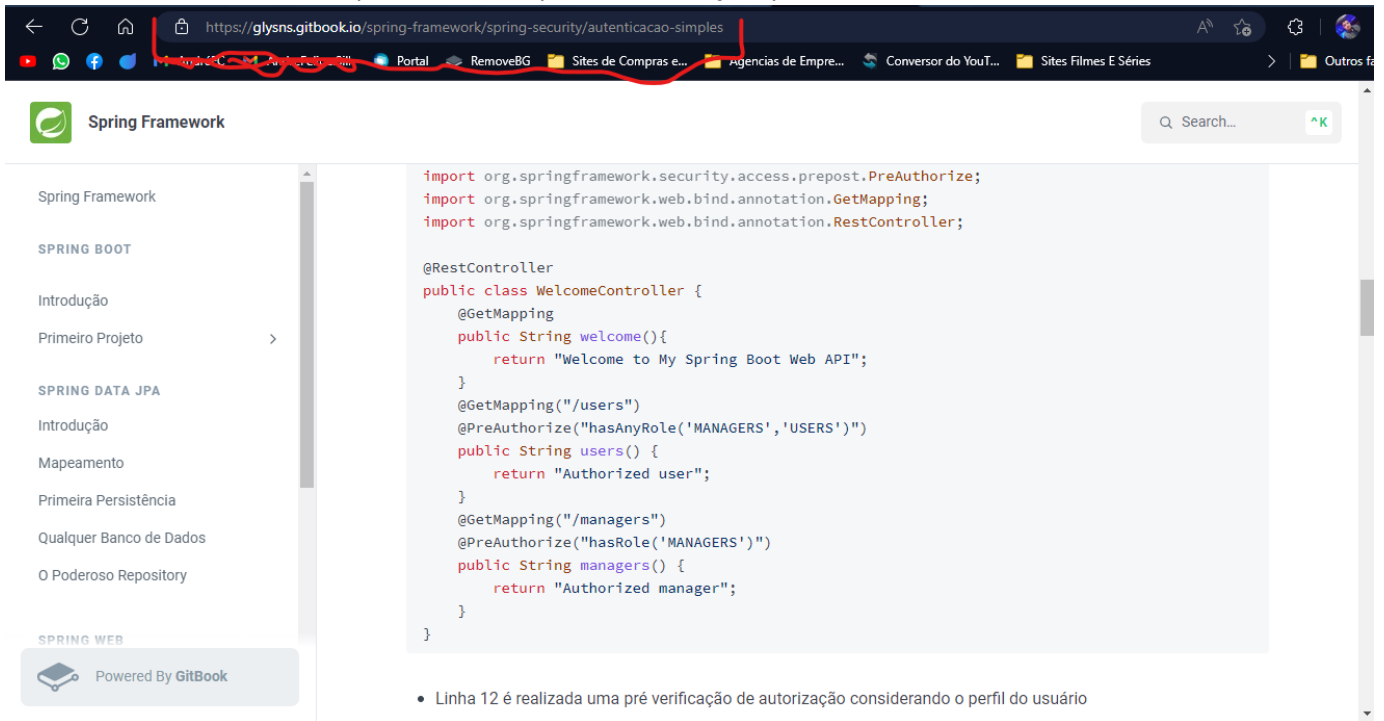 https://glysns.gitbook.io/spring-framework/spring-security/autenticacao-simples
Portal
RemoveBG
Sites de Compras e...
Agencias de Empre...
Conversor do YouT...
Sites Filmes E Séries
Outros fa
Spring Framework
Search...
^K
Spring Framework
SPRING BOOT
Introdução
Primeiro Projeto
SPRING DATA JPA
Introdução
Mapeamento
Primeira Persistência
Qualquer Banco de Dados
O Poderoso Repository
SPRING WEB
Powered By GitBook
import org.springframework.security.access.prepost.PreAuthorize;
import org.springframework.web.bind.annotation.GetMapping;
import org.springframework.web.bind.annotation.RestController;
@RestController
public class WelcomeController {
@GetMapping
public String welcome(){
return "Welcome to My Spring Boot Web API";
}
@GetMapping("/users")
@PreAuthorize("hasAnyRole('MANAGERS','USERS')")
public String users() {
return "Authorized user";
}
@GetMapping("/managers")
@PreAuthorize("hasRole('MANAGERS')")
public String managers() {
return "Authorized manager";
}
}
• Linha 12 é realizada uma pré verificação de autorização considerando o perfil do usuário